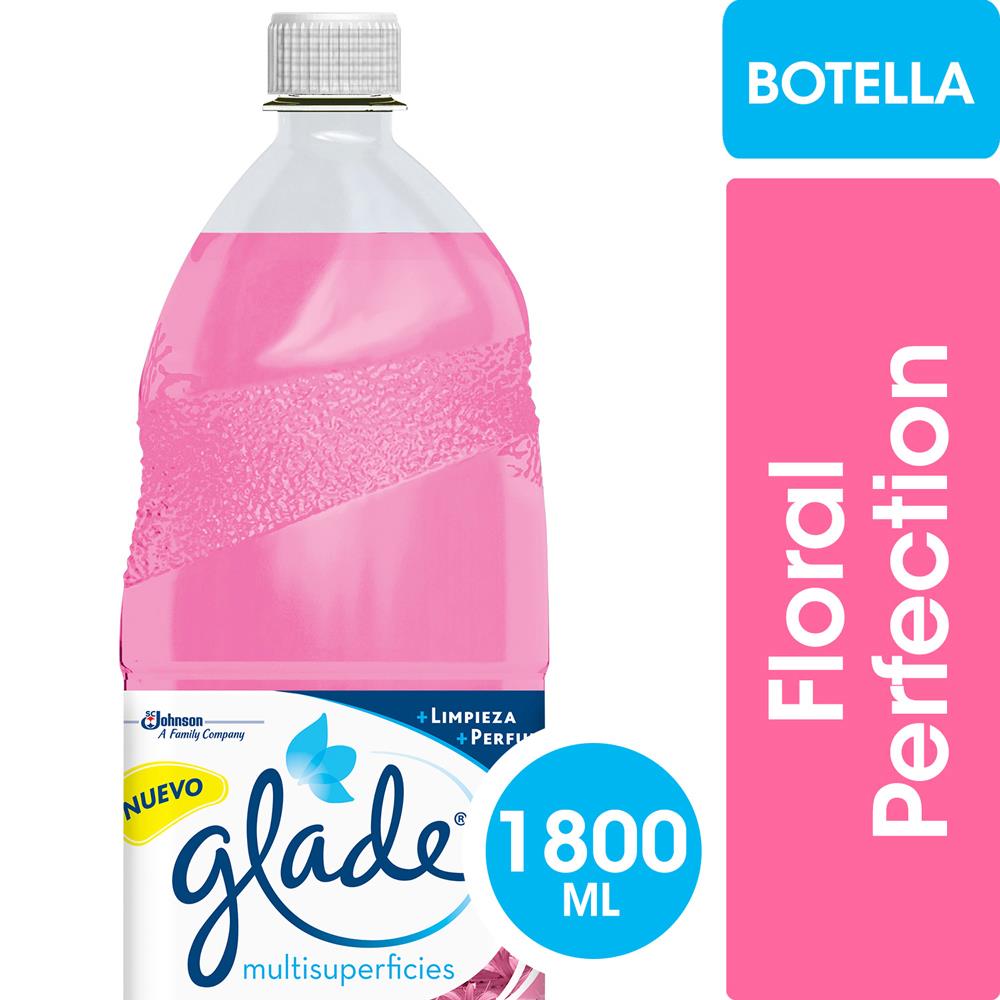 BOTELLA
Floral
Perfection
SC Johnson
A Family Company
+LIMPIEZA
NUEVO
glade®
multisuperficies
1800
ML